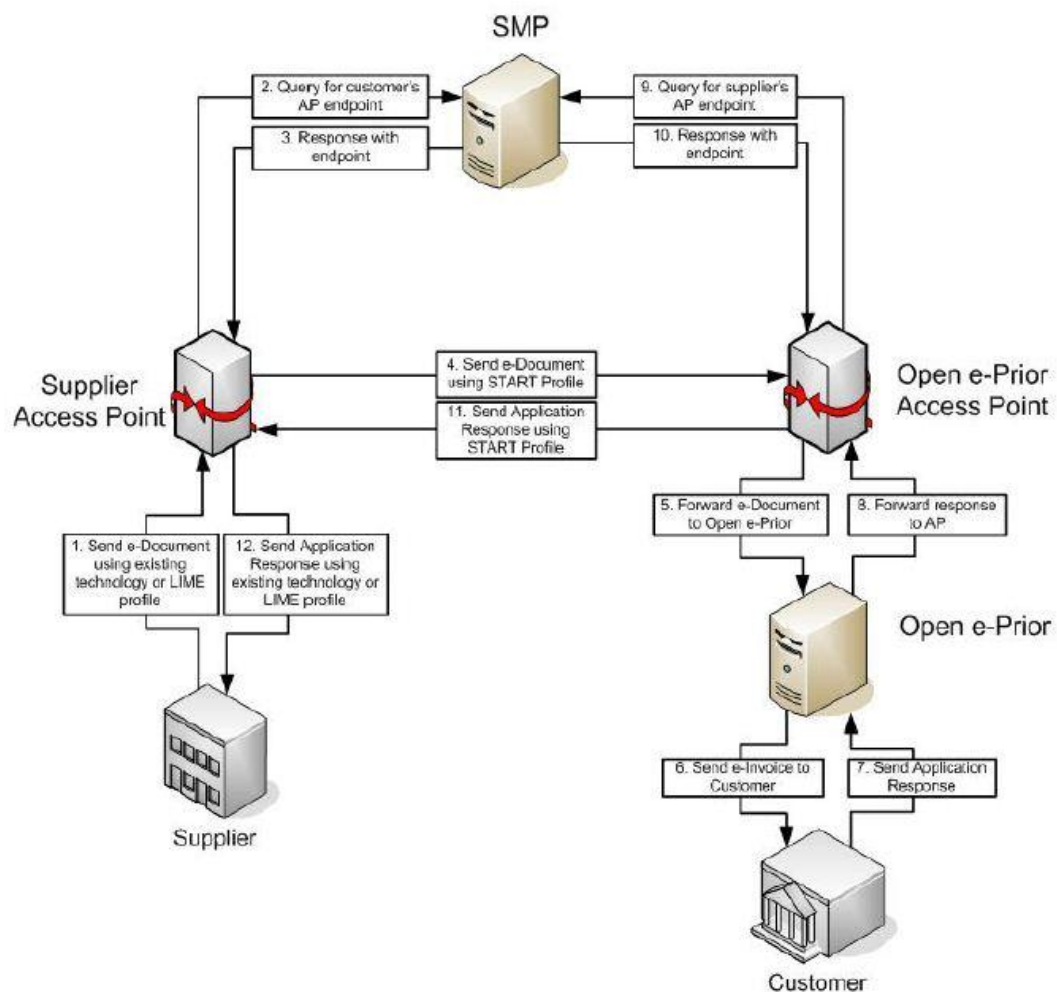 SMP
2. Query for customer's
AP endpoint
9. Query for supplier's
AP endpoint
3. Response with
endpoint
10. Response with
endpoint
Supplier
Access Point
4. Send e-Document
using START Profile
11. Send Application
Response using
START Profile
Open e-Prior
Access Point
1. Send e-Document
using existing
technology or LIME
profile
12. Send Application
Response using
existing technology or
LIME profile
5. Forward e-Document
to Open e-Prior
8. Forward response
to AP
Open e-Prior
6. Send e-Invoice to
Customer
7. Send Application
Response
Supplier
Customer